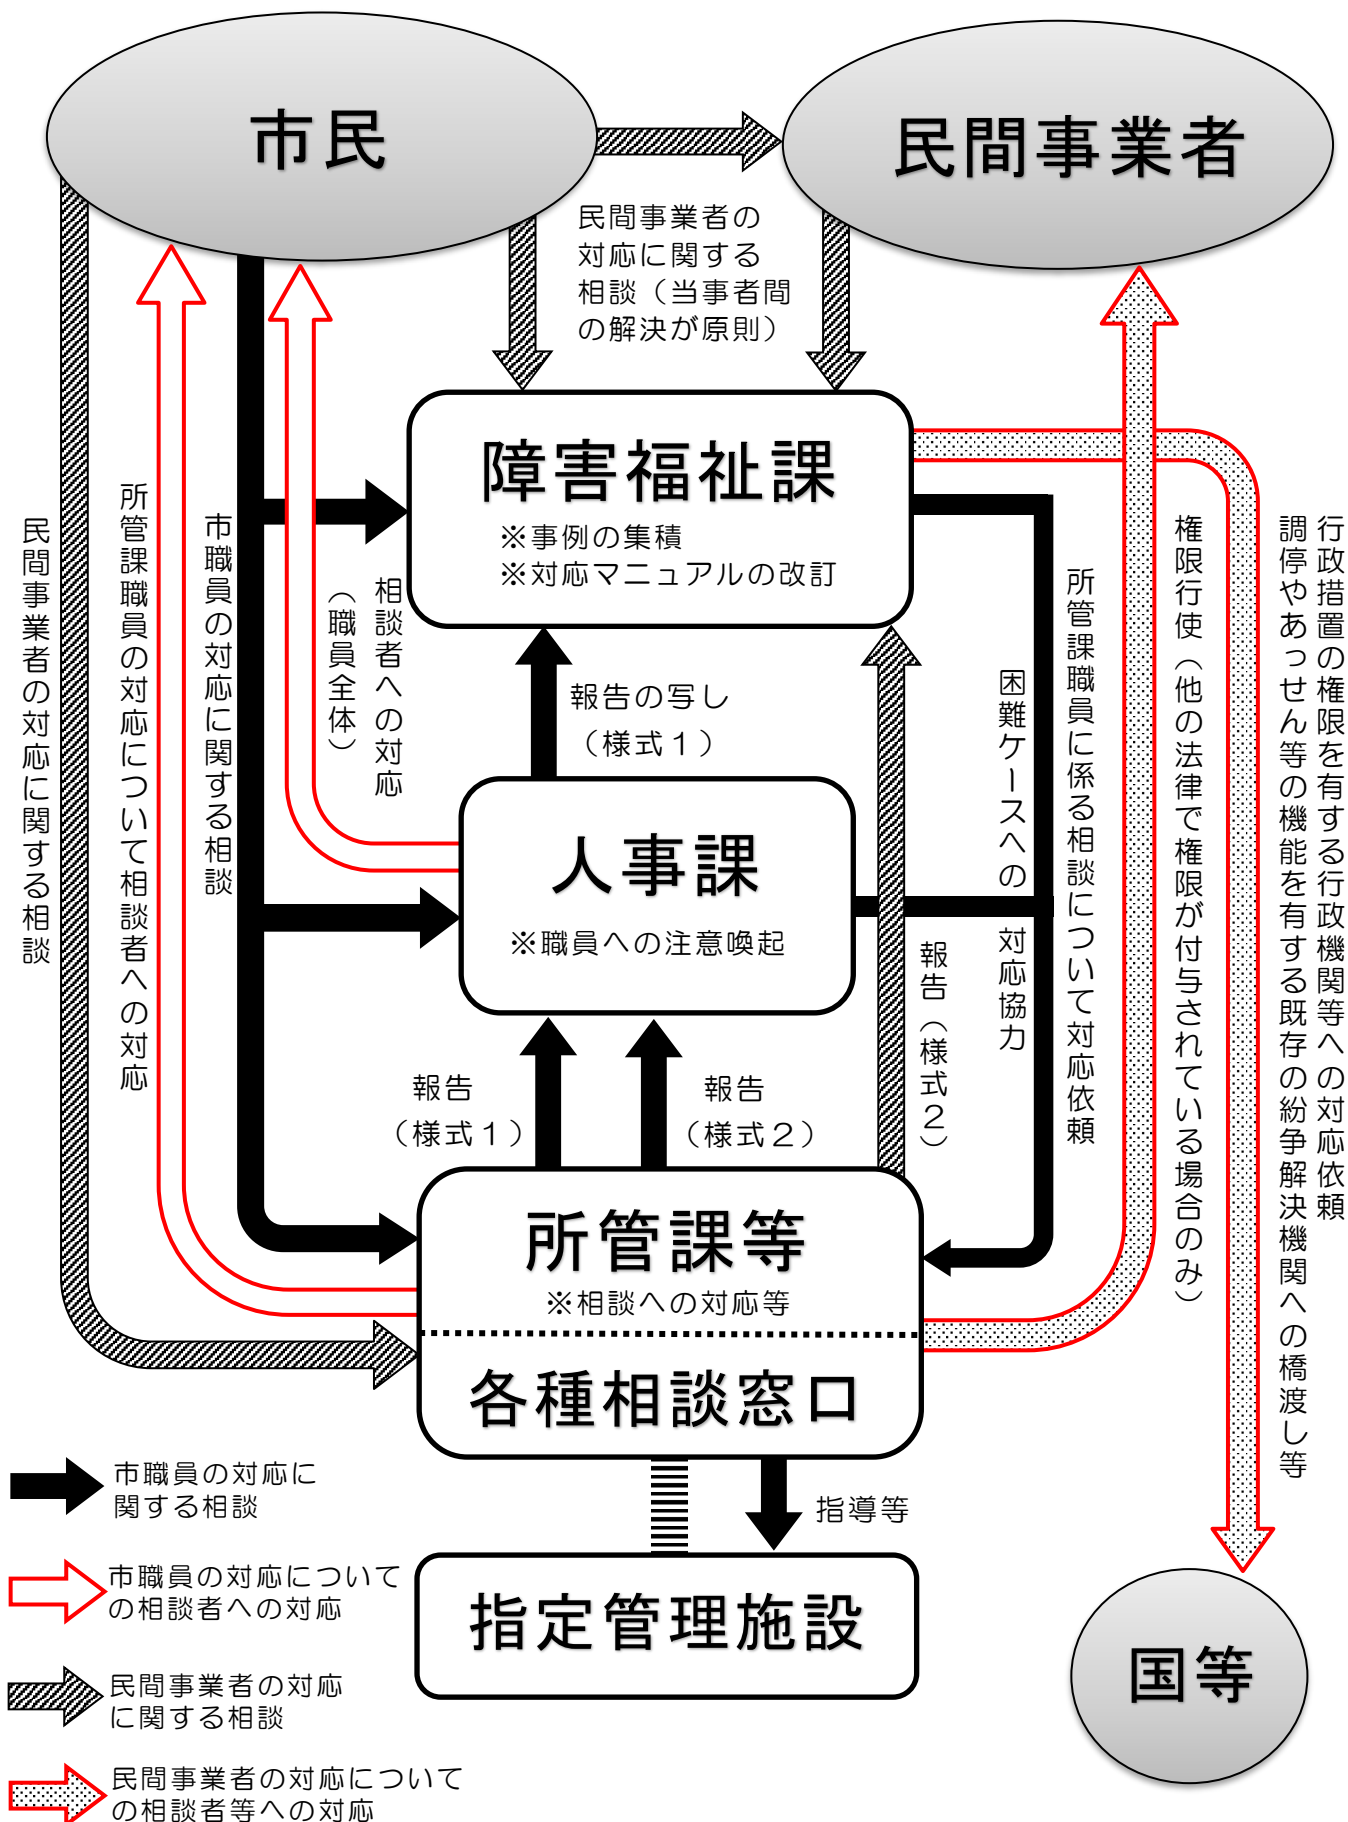 市民
民間事業者
民間事業者の
対応に関する
相談（当事者間
の解決が原則）
障害福祉課
※事例の集積
※対応マニュアルの改訂
民間事業者の対応に関する相談
所管課職員の対応について相談者への対応
市職員の対応に関する相談
相談者への対応
（職員全体）
報告の写し
（様式１）
人事課
※職員への注意喚起
困難ケースへの対応協力
所管課職員に係る相談について対応依頼
権限行使（他の法律で権限が付与されている場合のみ）
行政措置の権限を有する行政機関等への対応依頼
調停やあっせん等の機能を有する既存の紛争解決機関への橋渡し等
報告（様式２）
報告
（様式１）
報告
（様式２）
所管課等
※相談への対応等
各種相談窓口
指導等
指定管理施設
国等
市職員の対応に
関する相談
市職員の対応について
の相談者への対応
民間事業者の対応
に関する相談
民間事業者の対応について
の相談者等への対応